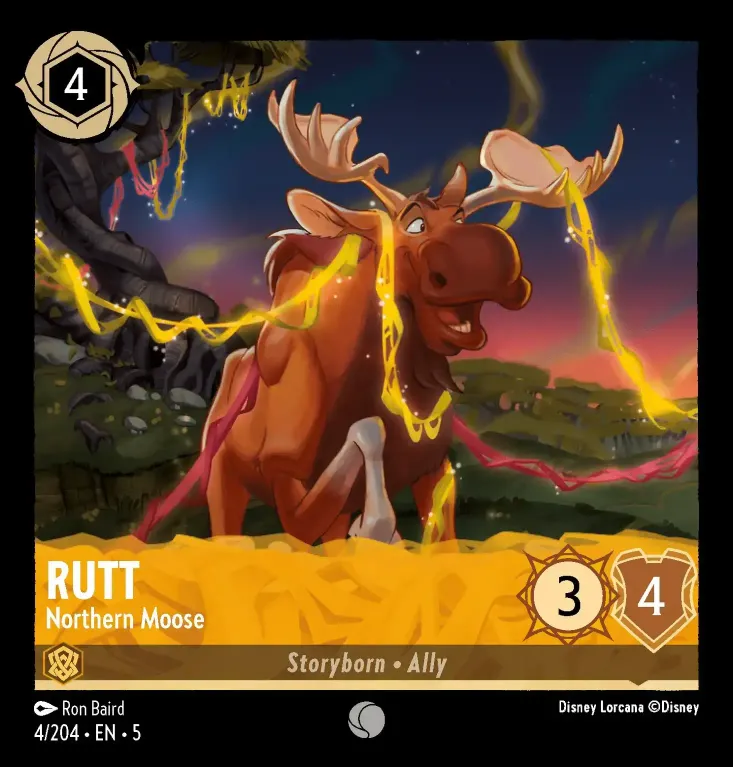 4
RUTT
Northern Moose
3
4
Storyborn • Ally
Ron Baird
Disney Lorcana ©Disney
4/204 • EN • 5